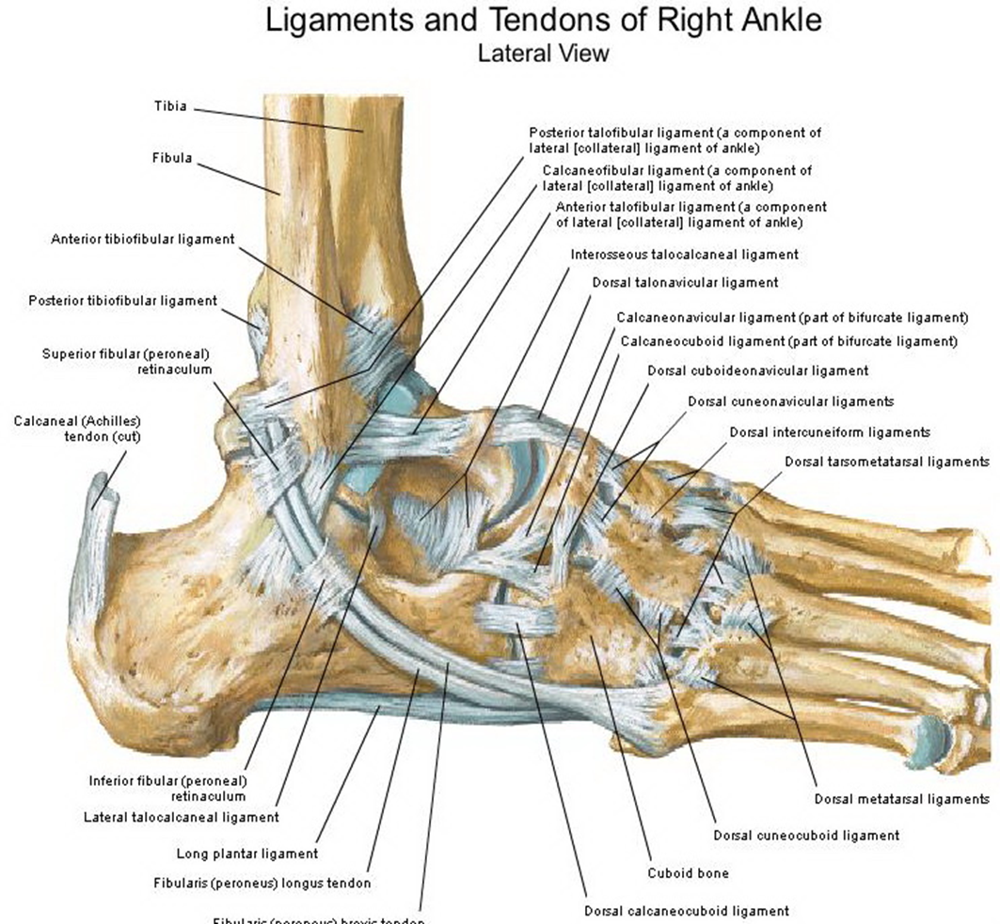 Ligaments and Tendons of Right Ankle
Lateral View
Tibia
Fibula
Anterior tibiofibular ligament
Posterior tibiofibular ligament
Superior fibular (peroneal)
retinaculum
Calcaneal (Achilles)
tendon (cut)
Posterior talofibular ligament (a component of
lateral [collateral] ligament of ankle)
Calcaneofibular ligament (a component of
lateral [collateral] ligament of ankle)
Anterior talofibular ligament (a component
of lateral [collateral] ligament of ankle)
Interosseous talocalcaneal ligament
Dorsal talonavicular ligament
Calcaneonavicular ligament (part of bifurcate ligament)
Calcaneocuboid ligament (part of bifurcate ligament)
Dorsal cuboideonavicular ligament
Dorsal cuneonavicular ligaments
Dorsal intercuneiform ligaments
Dorsal tarsometatarsal ligaments
Inferior fibular (peroneal)
retinaculum
Lateral talocalcaneal ligament
Long plantar ligament
Fibularis (peroneus) longus tendon
Fibularis (peroneus) brevis tendon
Dorsal metatarsal ligaments
Dorsal cuneocuboid ligament
Cuboid bone
Dorsal calcaneocuboid ligament